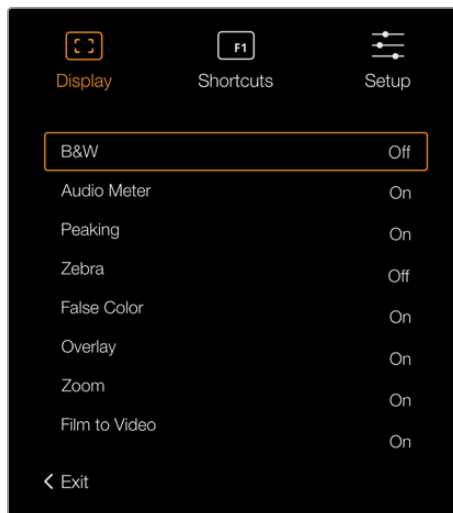 F1
Display Shortcuts Setup
B&W Off
Audio Meter On
Peaking On
Zebra Off
False Color On
Overlay On
Zoom On
Film to Video On
Exit